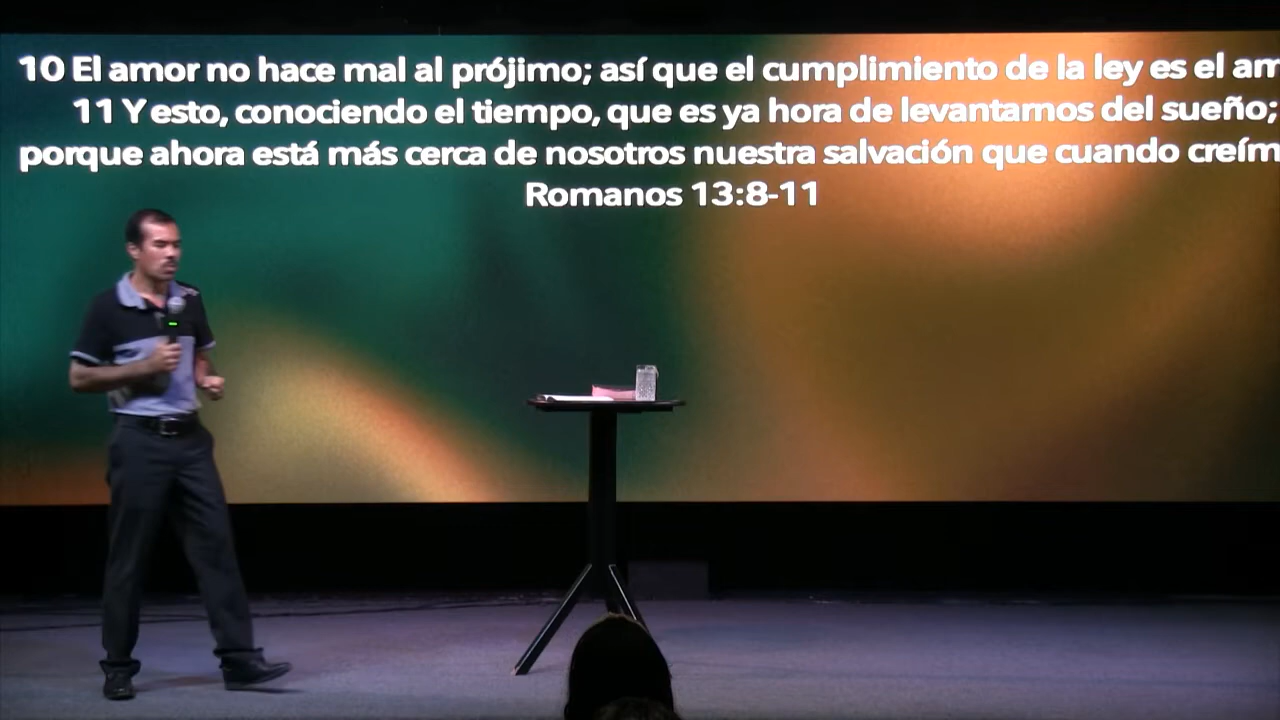 10 El amor no hace mal al prójimo; así que el cumplimiento de la ley es el am
11 Y esto, conociendo el tiempo, que es ya hora de levantarnos del sueño;
porque ahora está más cerca de nosotros nuestra salvación que cuando creím
Romanos 13:8-11